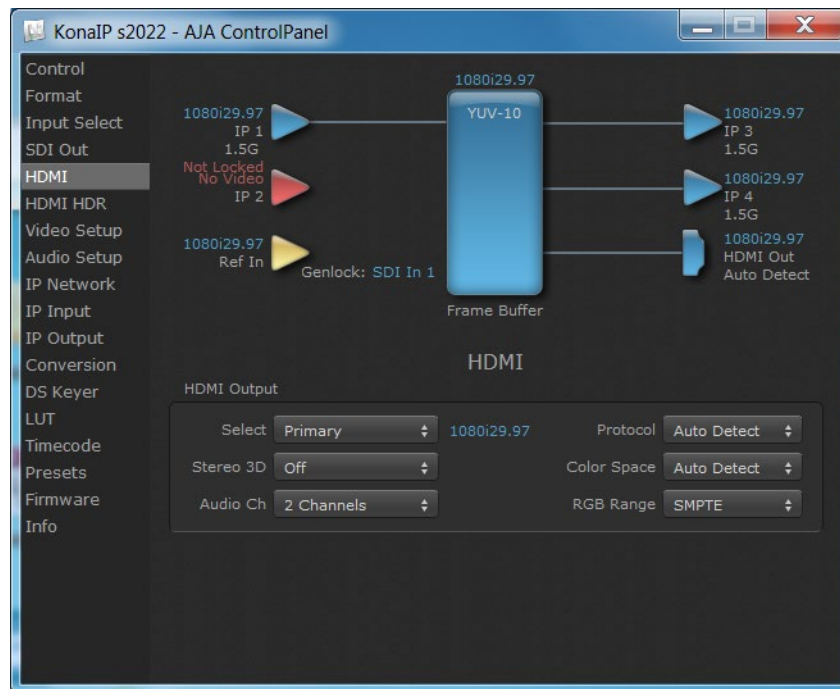 KonaIP s2022 - AJA ControlPanel
Control
Format
Input Select
SDI Out
HDMI
HDMI HDR
Video Setup
Audio Setup
IP Network
IP Input
IP Output
Conversion
DS Keyer
LUT
Timecode
Presets
Firmware
Info
1080i29.97
IP 1
1.5G
Not Locked
No Video
IP 2
1080i29.97
Ref In
Genlock: SDI In 1
1080i29.97
YUV-10
Frame Buffer
1080i29.97
IP 3
1.5G
1080i29.97
IP 4
1.5G
1080i29.97
HDMI Out
Auto Detect
HDMI
HDMI Output
Select Primary 1080i29.97 Protocol Auto Detect
Stereo 3D Off Color Space Auto Detect
Audio Ch 2 Channels RGB Range SMPTE